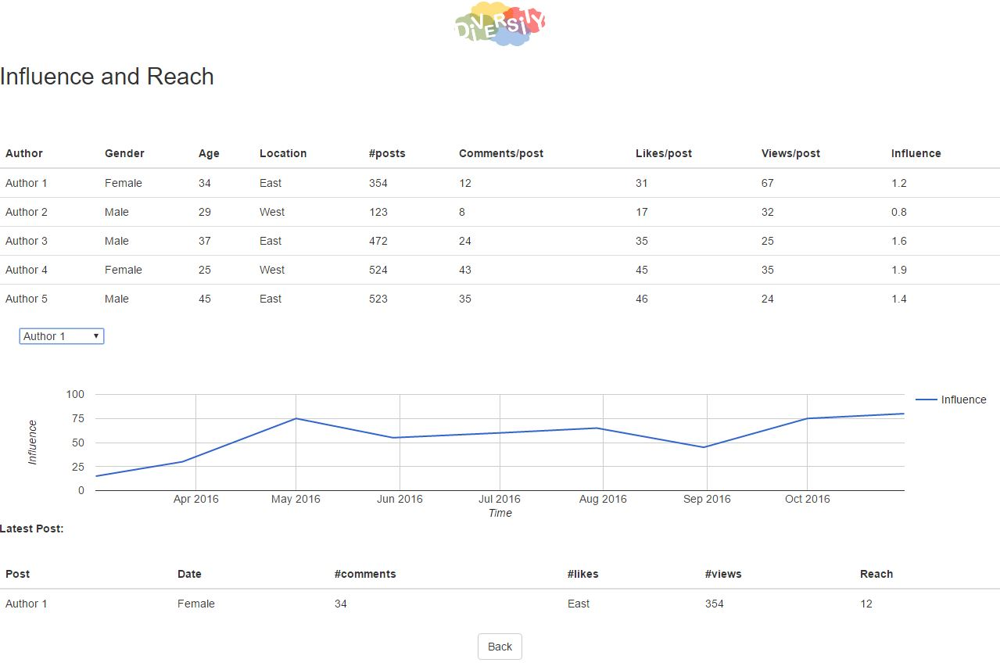 DiVERSiTY
Influence and Reach
Author Gender Age Location #posts Comments/post Likes/post Views/post Influence
Author 1 Female 34 East 354 12 31 67 1.2
Author 2 Male 29 West 123 8 17 32 0.8
Author 3 Male 37 East 472 24 35 25 1.6
Author 4 Female 25 West 524 43 45 35 1.9
Author 5 Male 45 East 523 35 46 24 1.4
Author 1
100
75
50
25
0
Influence
Influence
Apr 2016 May 2016 Jun 2016 Jul 2016 Aug 2016 Sep 2016 Oct 2016
Time
Latest Post:
Post Date #comments #likes #views Reach
Author 1 Female 34 East 354 12
Back